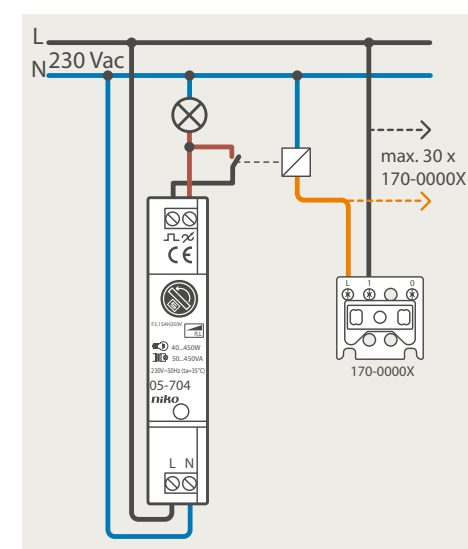 L
N 230 Vac
max. 30 x
170-0000X
CE
F3,15AH250V
R,L
40...450W
50...450VA
230V~50Hz (ta=35°C)
05-704
niko
L N
L 1 0
170-0000X